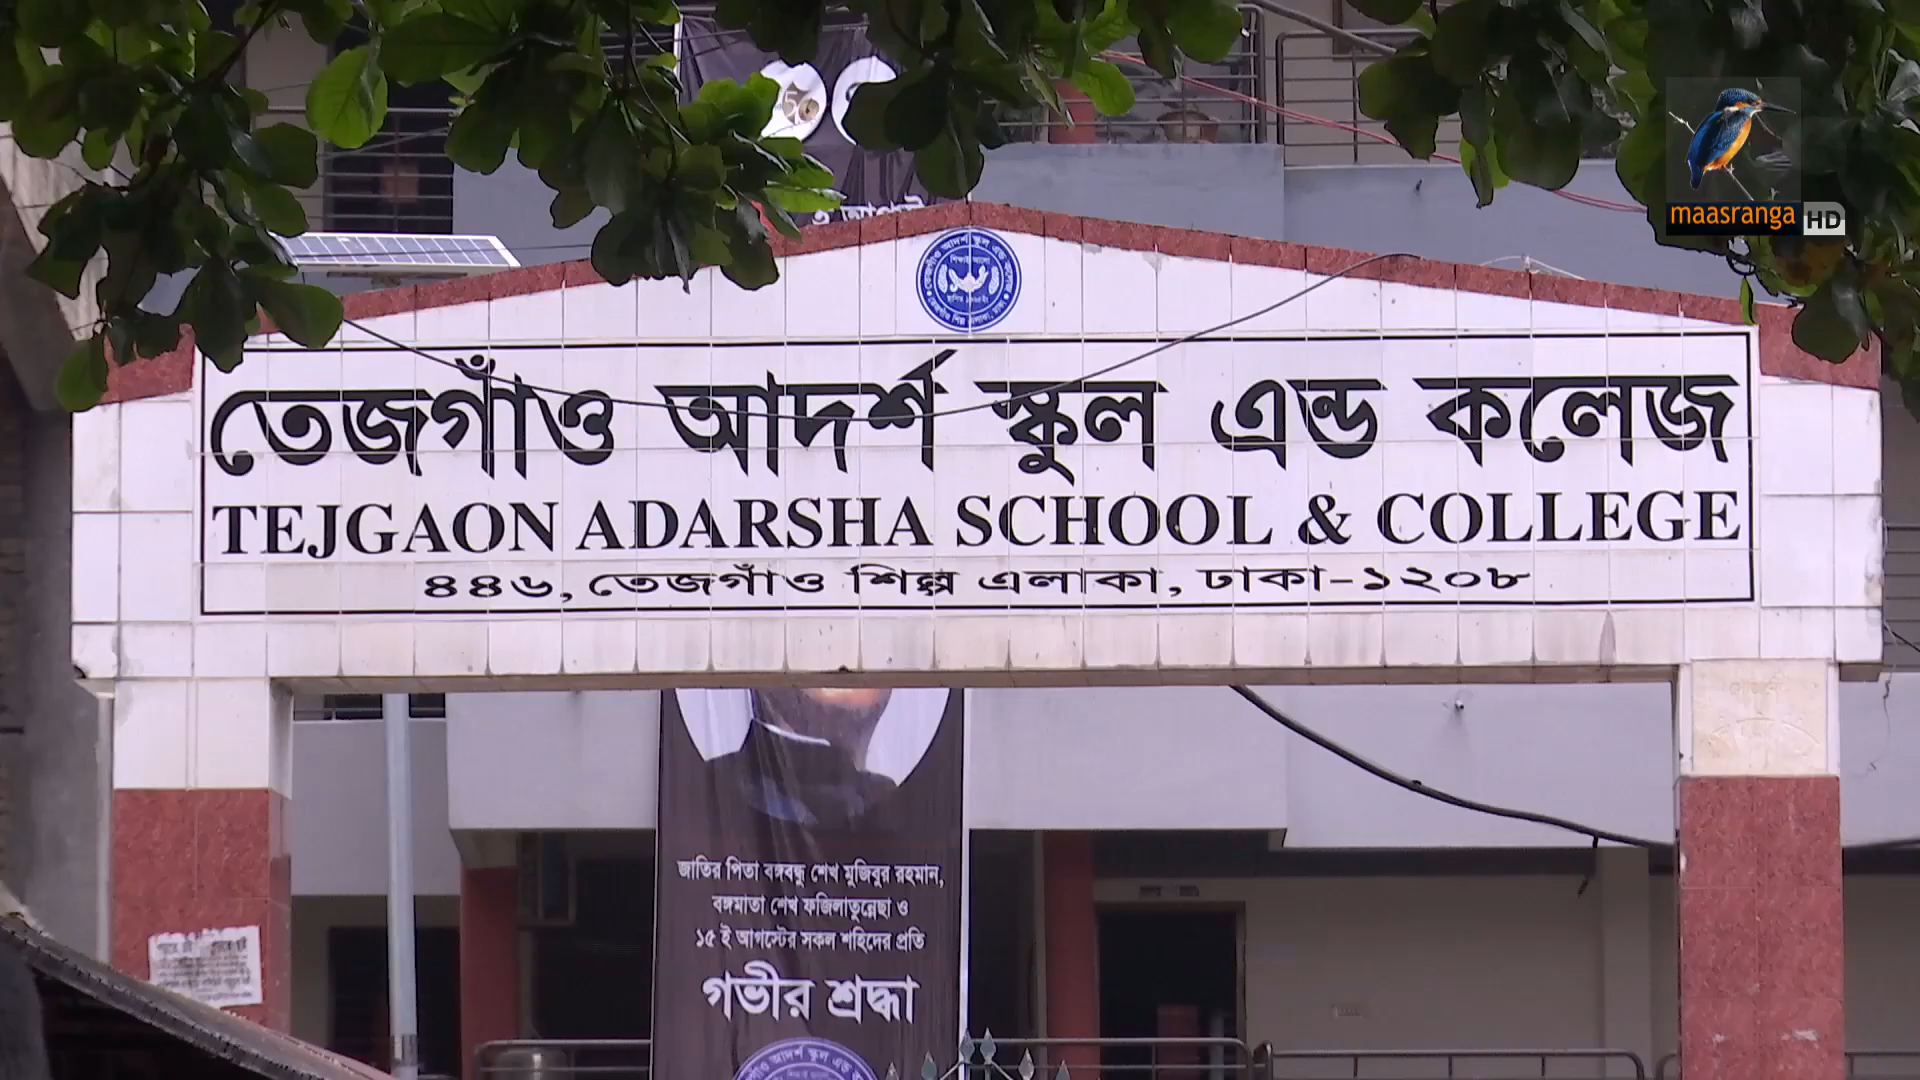 maasranga HD
তেজগাঁও আদর্শ স্কুল এন্ড কলেজ
TEJGAON ADARSHA SCHOOL & COLLEGE
৪৪৬, তেজগাঁও শিল্প এলাকা, ঢাকা-১২০৮
জাতির পিতা বঙ্গবন্ধু শেখ মুজিবুর রহমান,
বঙ্গমাতা শেখ ফজিলাতুন্নেছা ও
১৫ ই আগস্টের সকল শহিদের প্রতি
গভীর শ্রদ্ধা